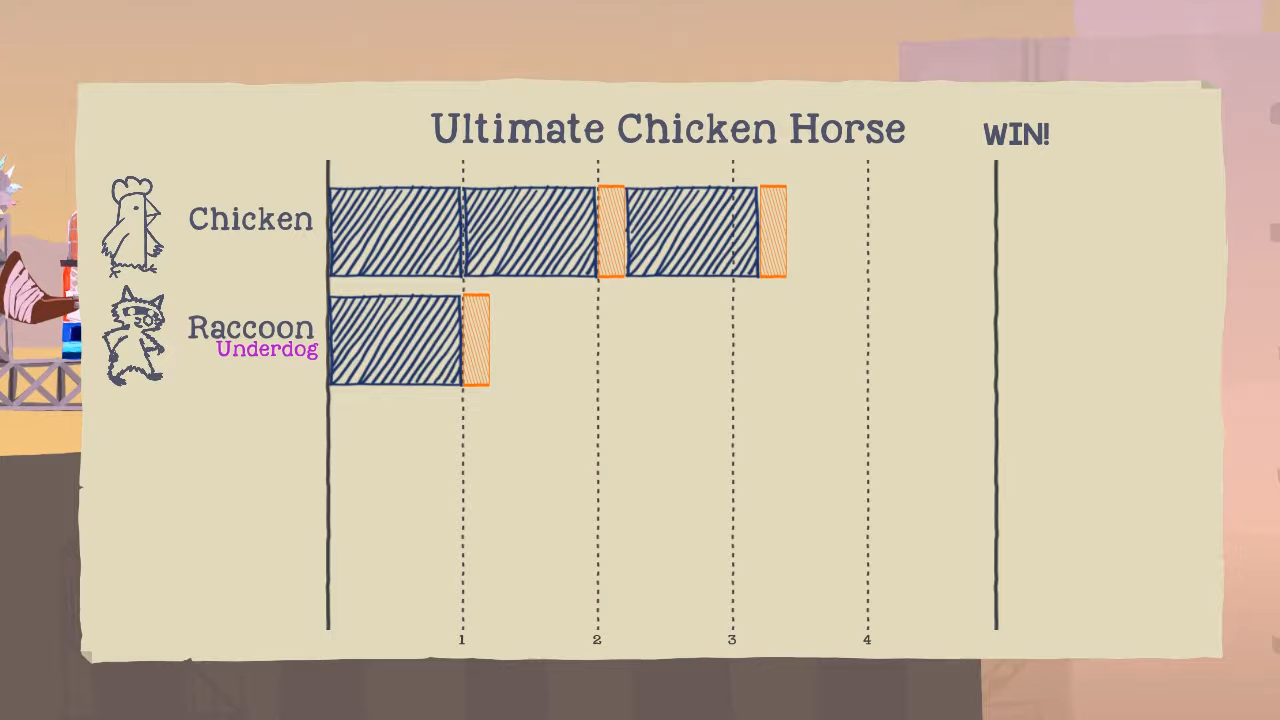 Ultimate Chicken Horse
WIN!
Chicken
Raccoon
Underdog
1 2 3 4